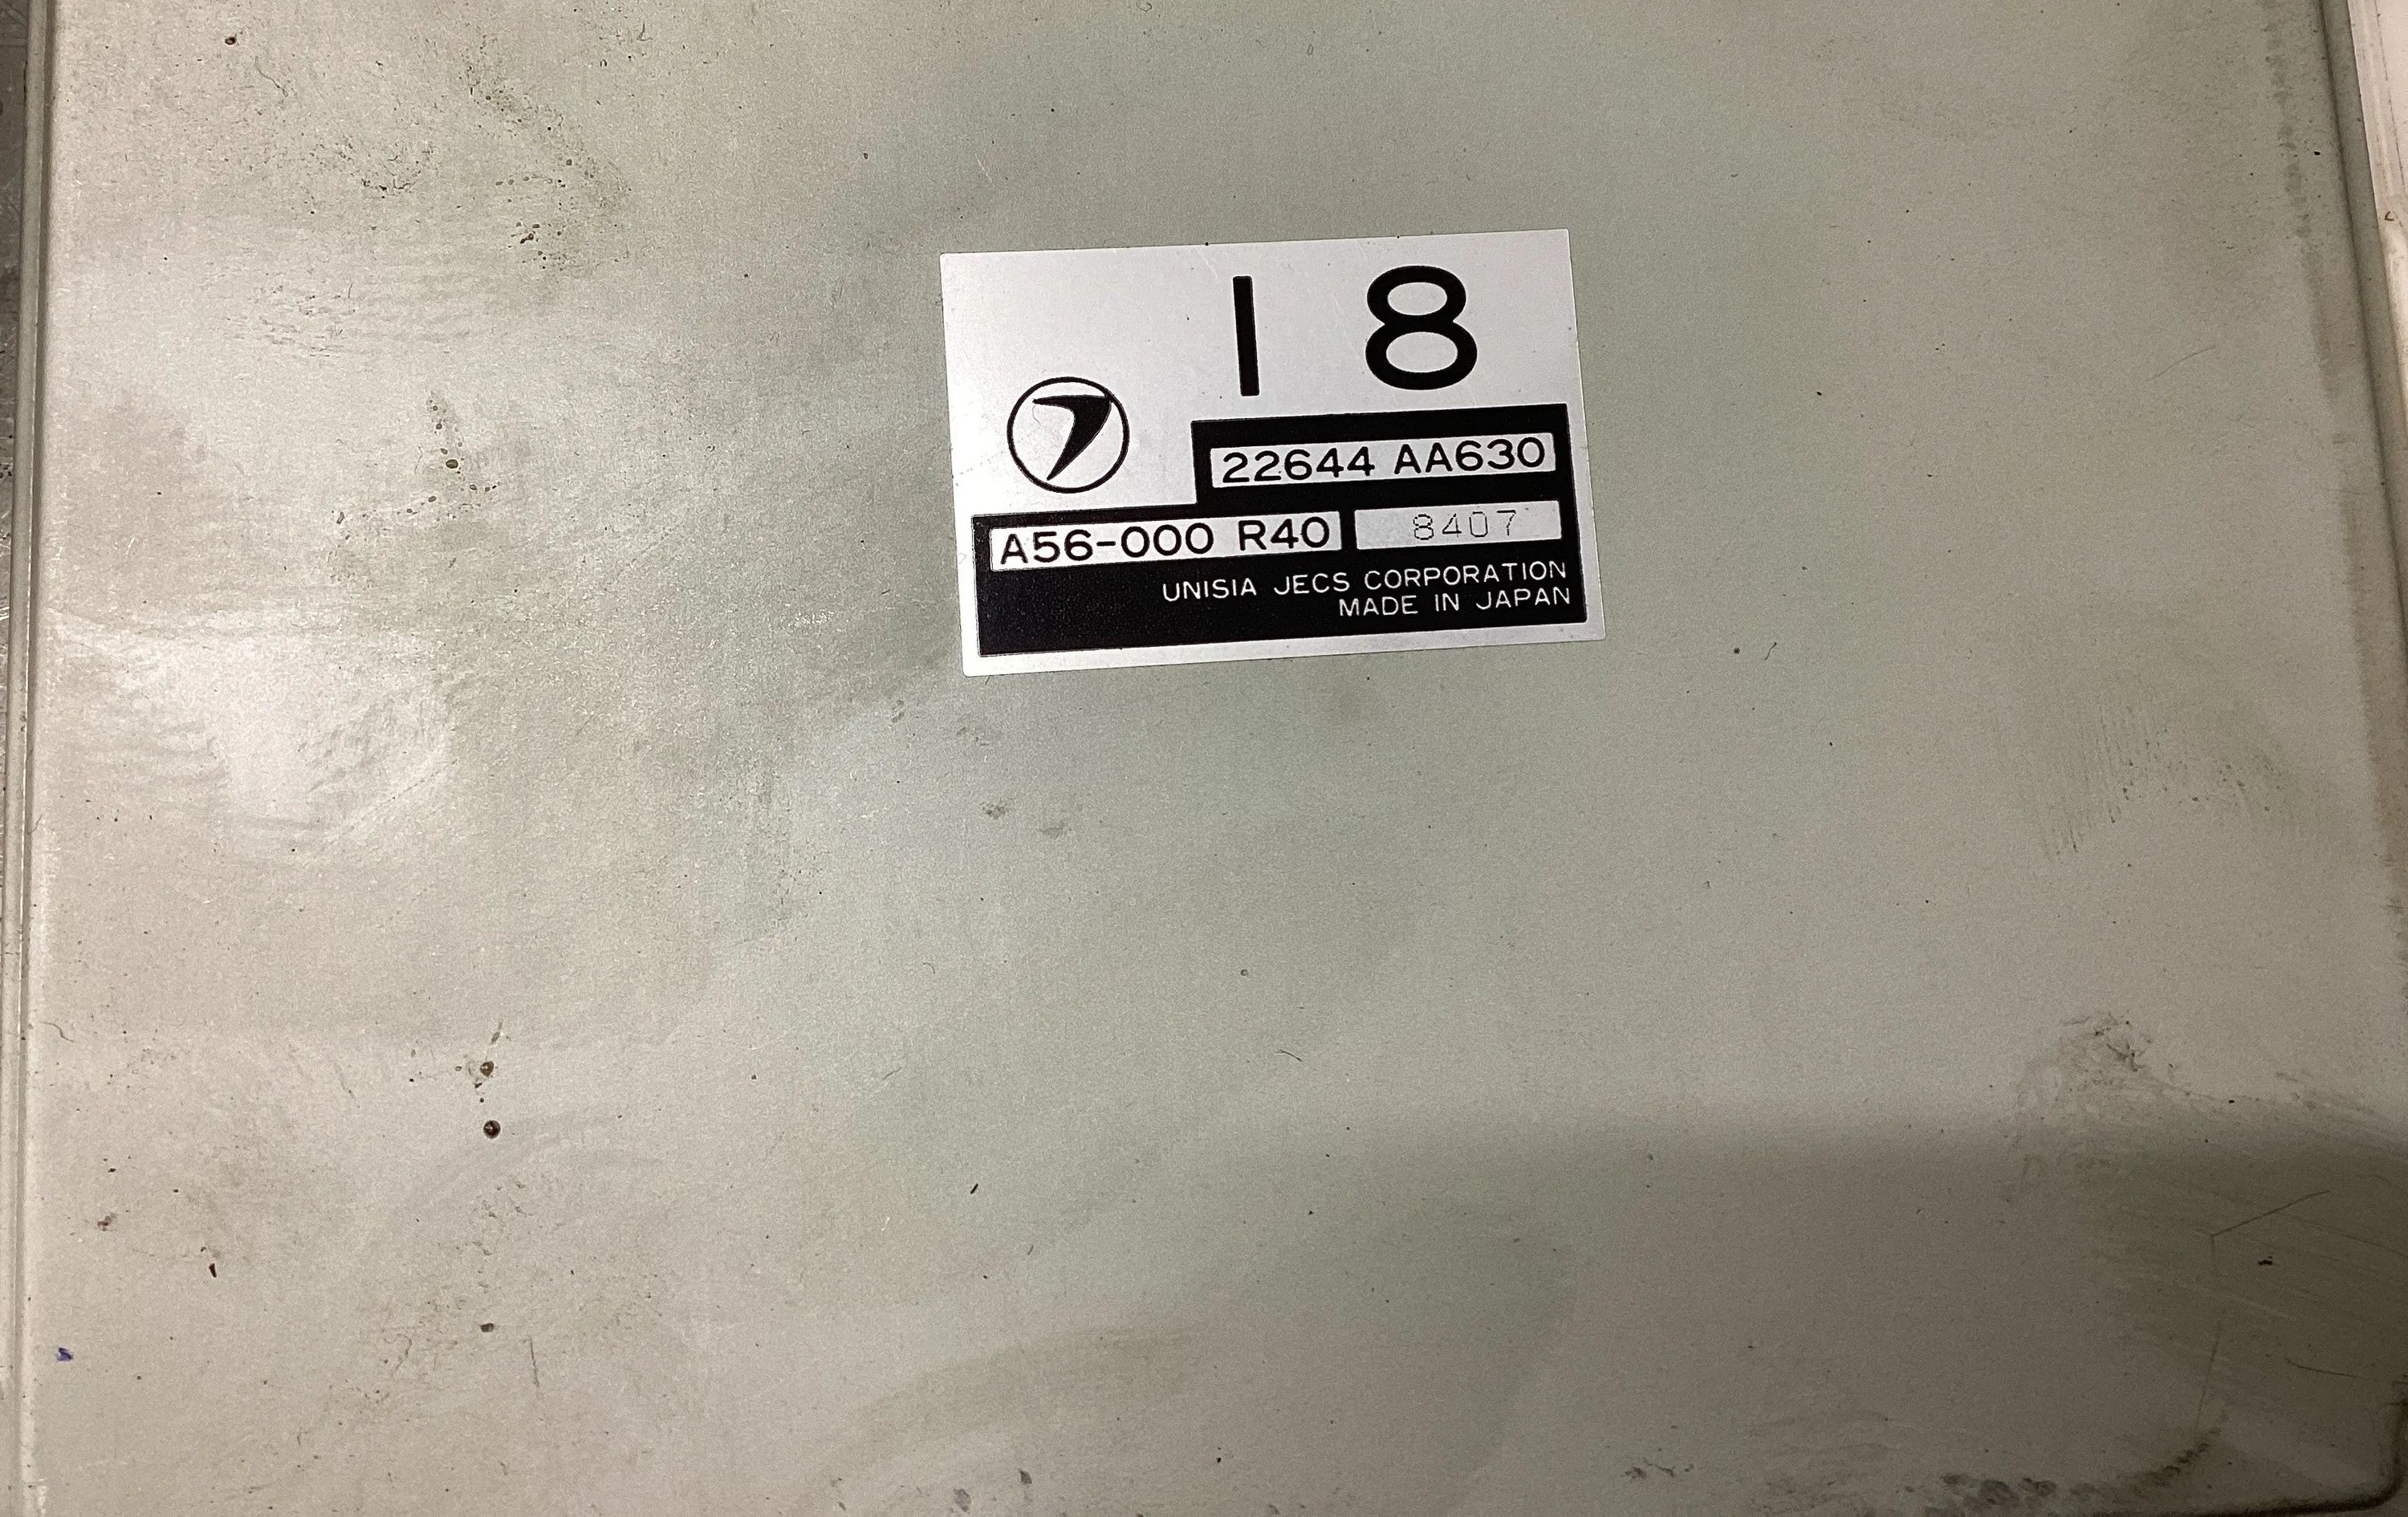 18
22644 AA630
A56-000 R40 8407
UNISIA JECS CORPORATION
MADE IN JAPAN